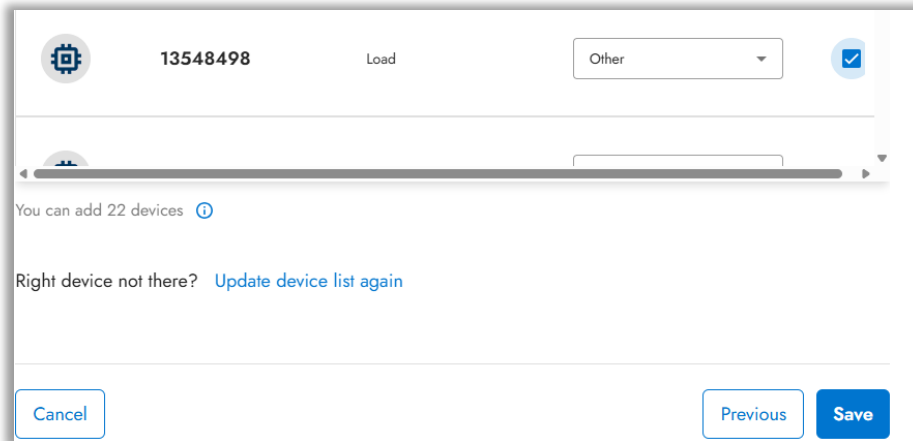 13548498 Load Other
You can add 22 devices
Right device not there? Update device list again
Cancel Previous Save